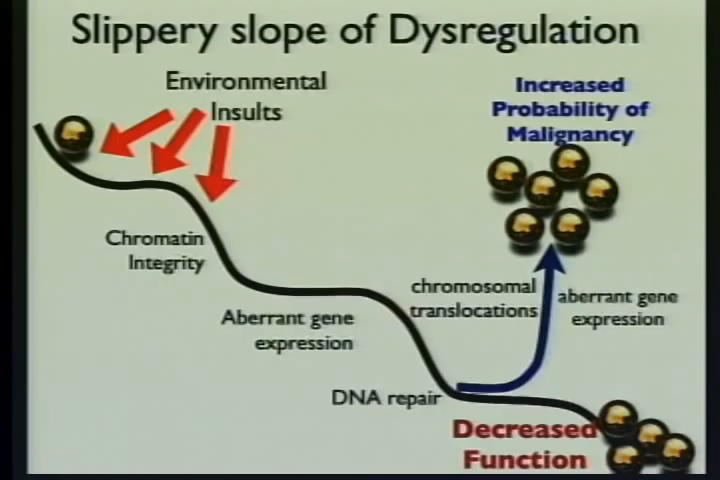 Slippery slope of Dysregulation
Environmental
Insults
Increased
Probability of
Malignancy
Chromatin
Integrity
chromosomal
translocations
aberrant gene
expression
Aberrant gene
expression
DNA repair
Decreased
Function